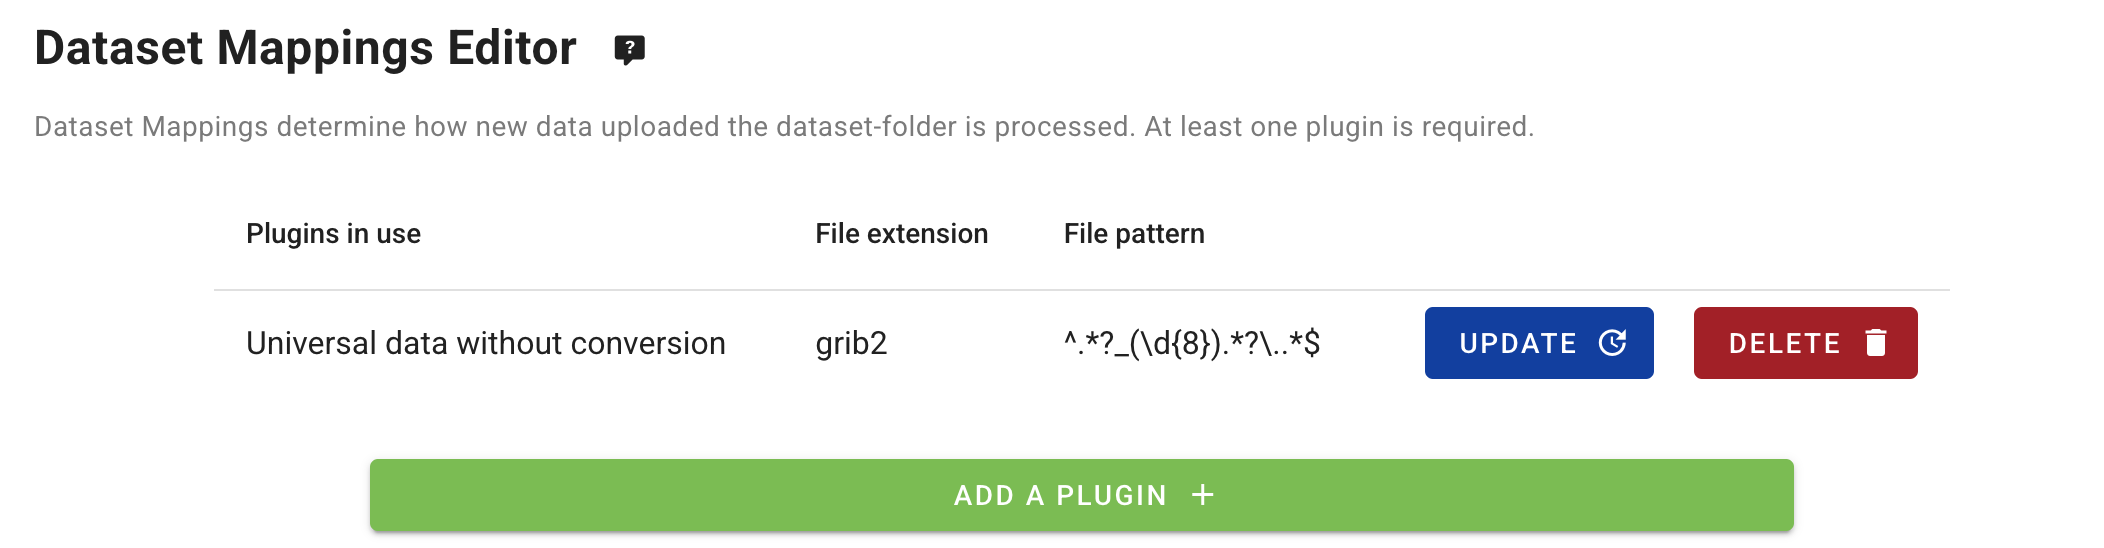 Dataset Mappings Editor ?
Dataset Mappings determine how new data uploaded the dataset-folder is processed. At least one plugin is required.
Plugins in use File extension File pattern
Universal data without conversion grib2 ^.*?_(\d{8}).*?\..*$ UPDATE DELETE
ADD A PLUGIN +